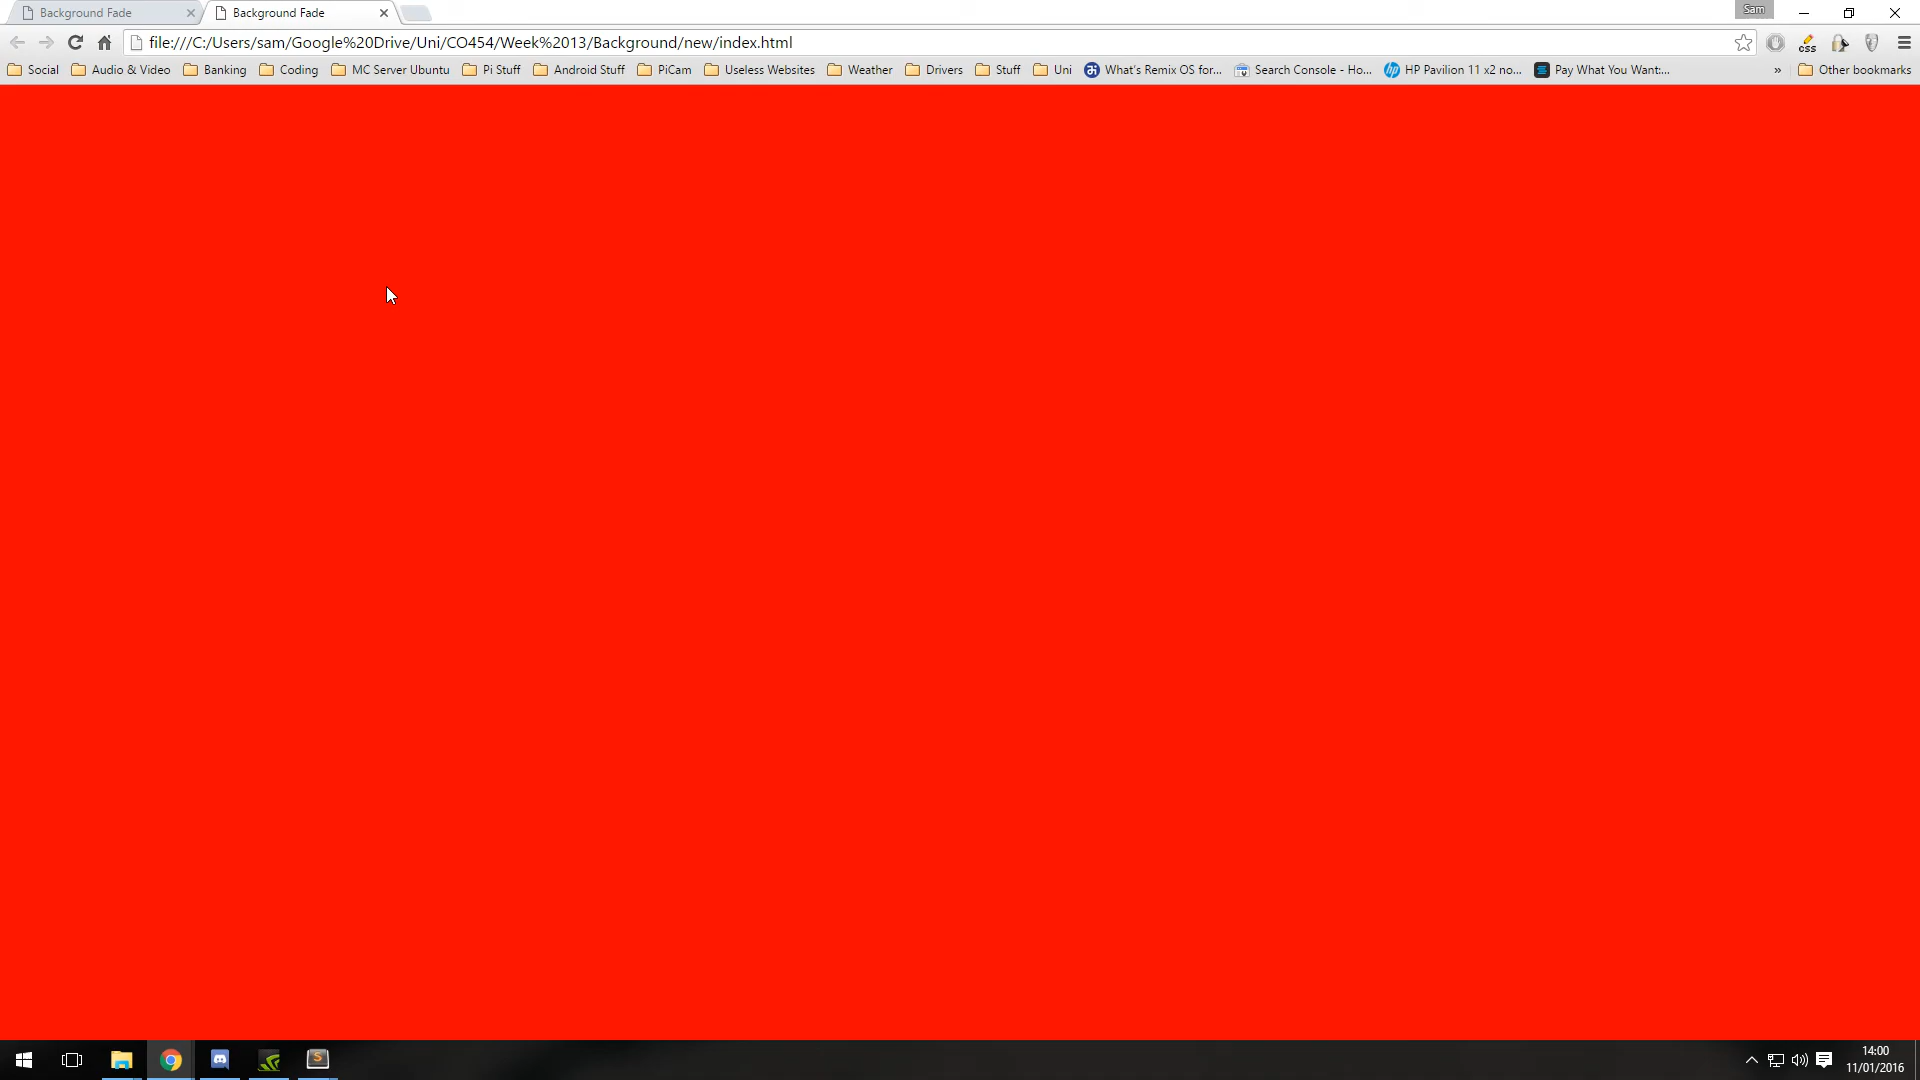 Background Fade
Background Fade
Sam
file:///C:/Users/sam/Google%20Drive/Uni/CO454/Week%2013/Background/new/index.html
css
Social Audio & Video Banking Coding MC Server Ubuntu Pi Stuff Android Stuff PiCam Useless Websites Weather Drivers Stuff Uni What's Remix OS for... Search Console - Ho... hp HP Pavilion 11 x2 no... Pay What You Want:... » Other bookmarks
S
14:00
11/01/2016